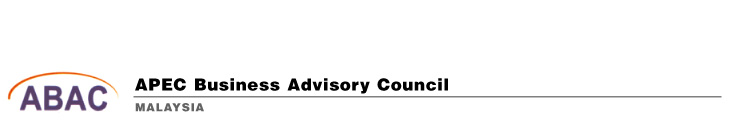 ABAC
APEC Business Advisory Council
MALAYSIA